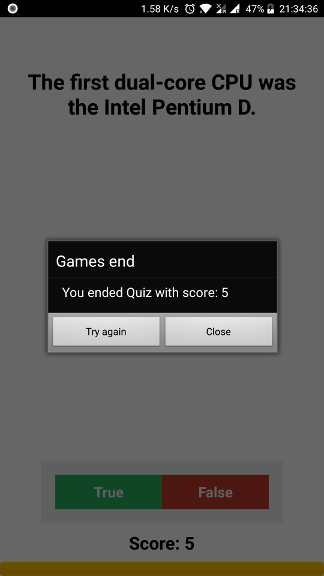 1.58 K/s 47% 21:34:36
The first dual-core CPU was
the Intel Pentium D.
Games end
You ended Quiz with score: 5
Try again Close
True False
Score: 5